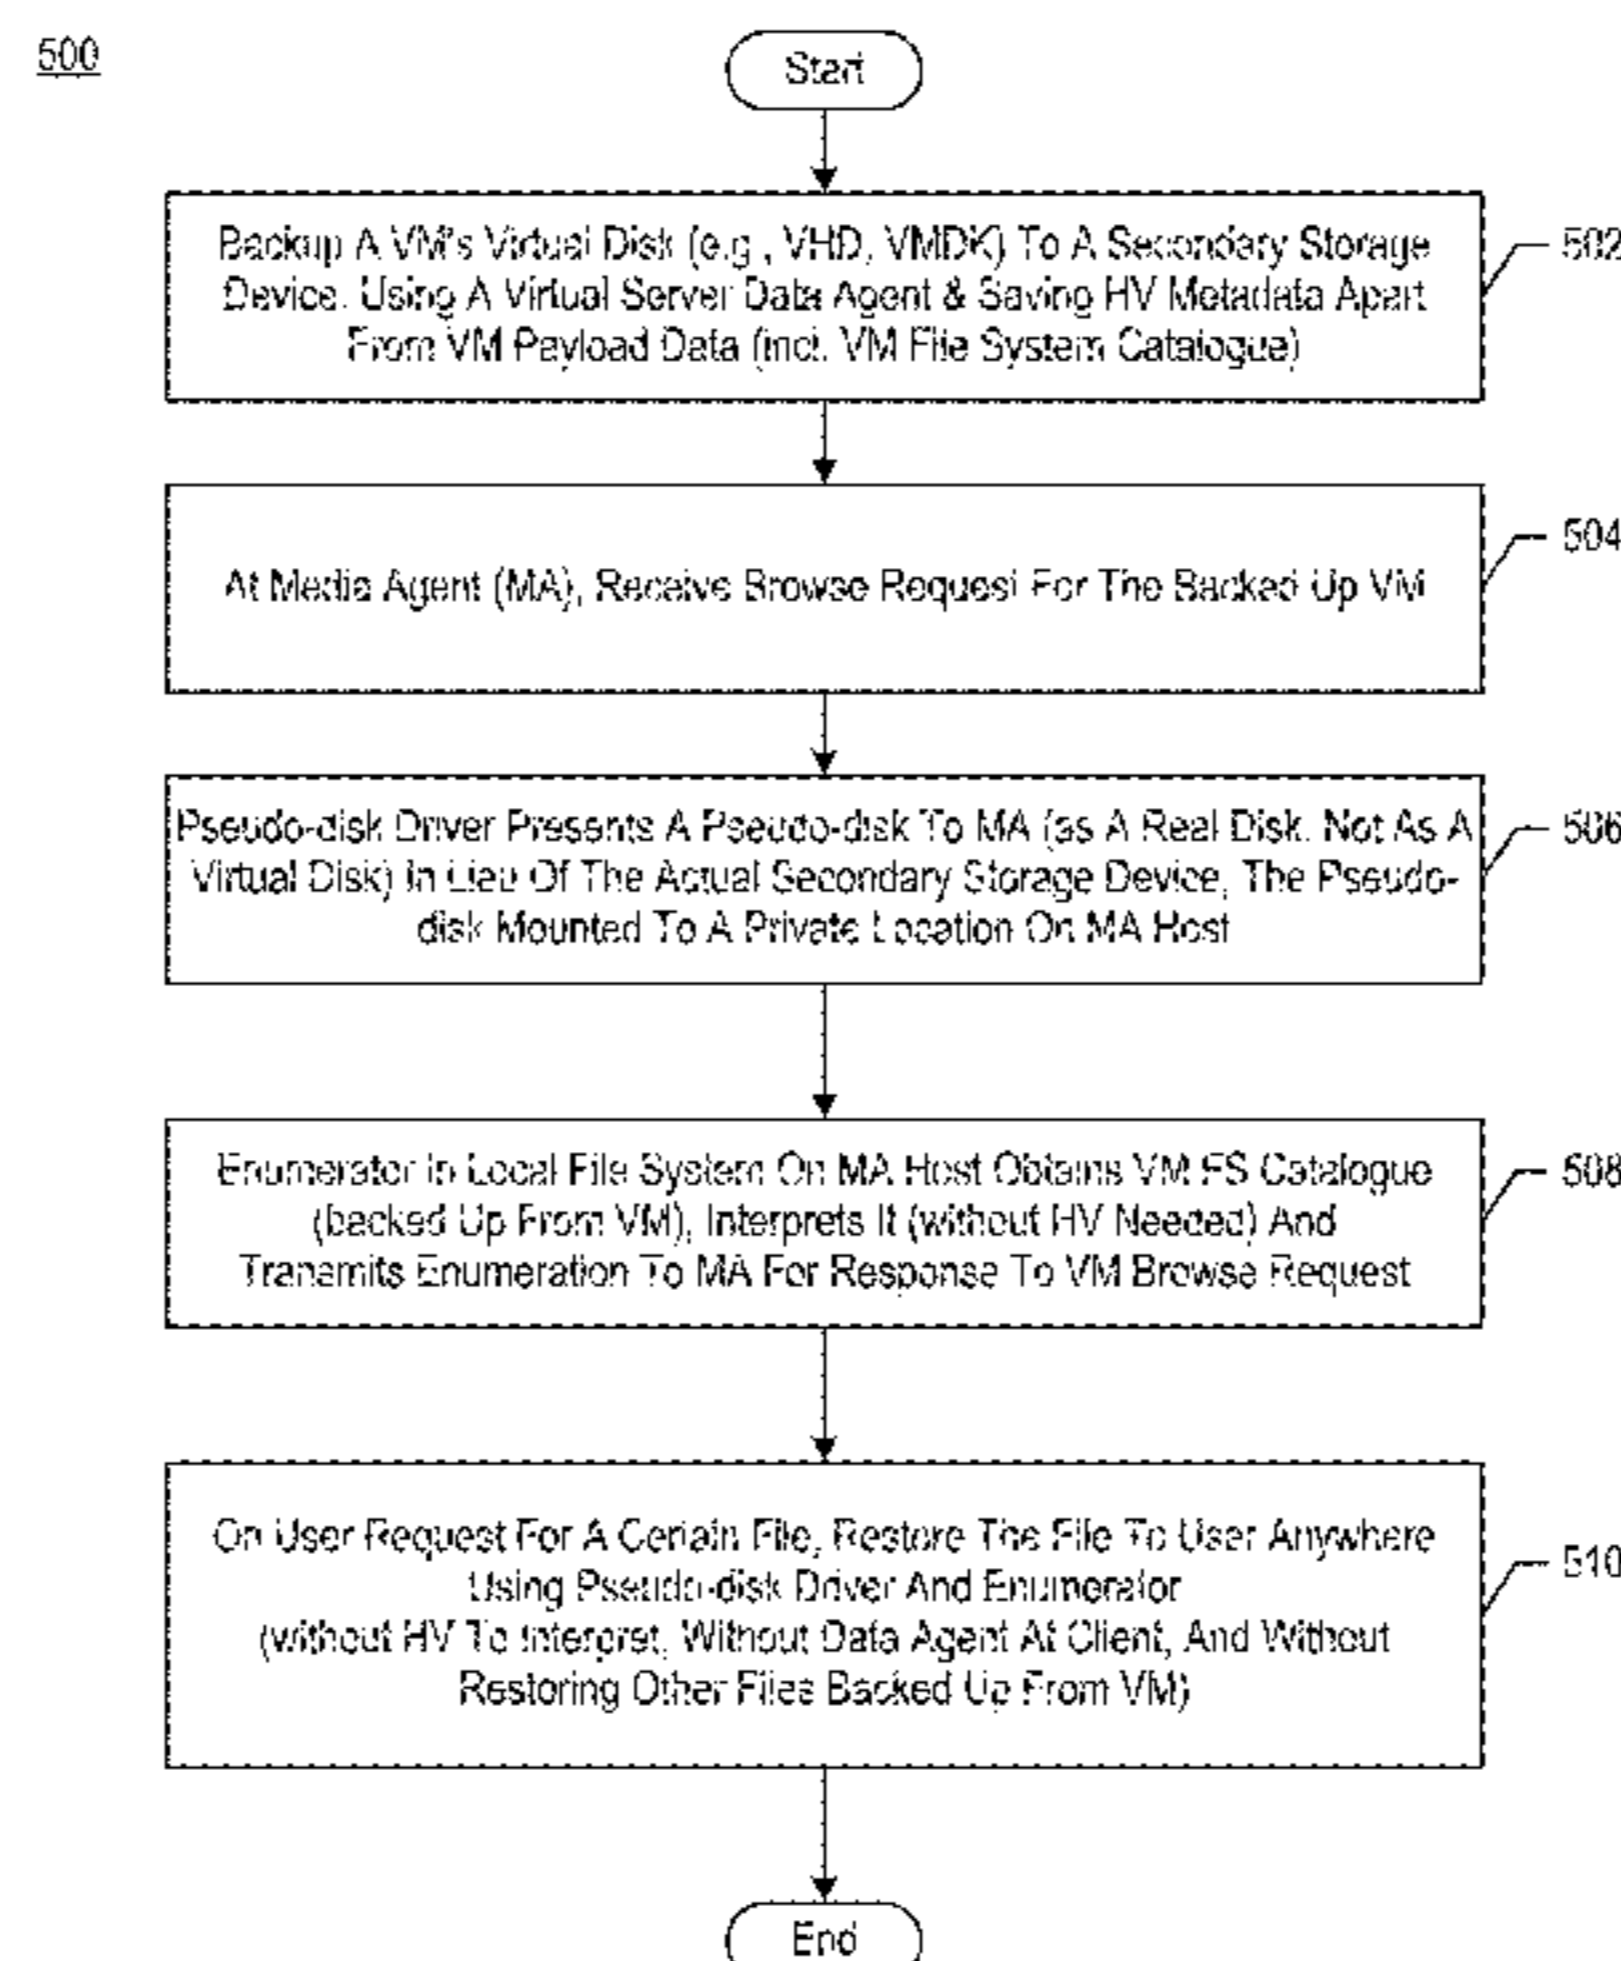 500
Start
Backup A VM's Virtual Disk (e.g., VHD, VMDK) To A Secondary Storage
Device, Using A Virtual Server Data Agent & Saving HV Metadata Apart
From VM Payload Data (incl. VM File System Catalogue)
502
At Media Agent (MA), Receive Browse Request For The Backed Up VM
504
Pseudo-disk Driver Presents A Pseudo-disk To MA (as A Real Disk, Not As A
Virtual Disk) In Lieu Of The Actual Secondary Storage Device, The Pseudo-
disk Mounted To A Private Location On MA Host
506
Enumerator In Local File System On MA Host Obtains VM FS Catalogue
(backed Up From VM), Interprets It (without HV Needed) And
Transmits Enumeration To MA For Response To VM Browse Request
508
On User Request For A Certain File, Restore The File To User Anywhere
Using Pseudo-disk Driver And Enumerator
(without HV To Interpret, Without Data Agent At Client, And Without
Restoring Other Files Backed Up From VM)
510
End